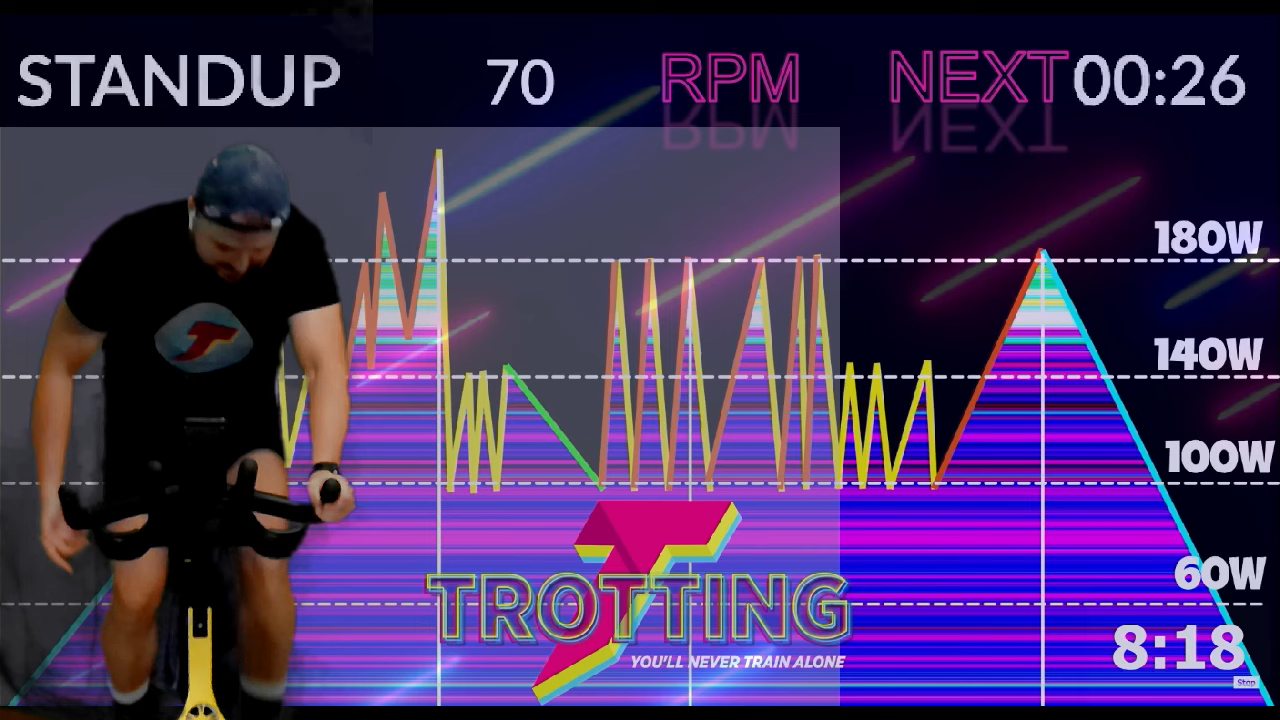 STANDUP 70 RPM NEXT 00:26
180W
140W
100W
60W
TROTTING
YOU'LL NEVER TRAIN ALONE
8:18
Stop